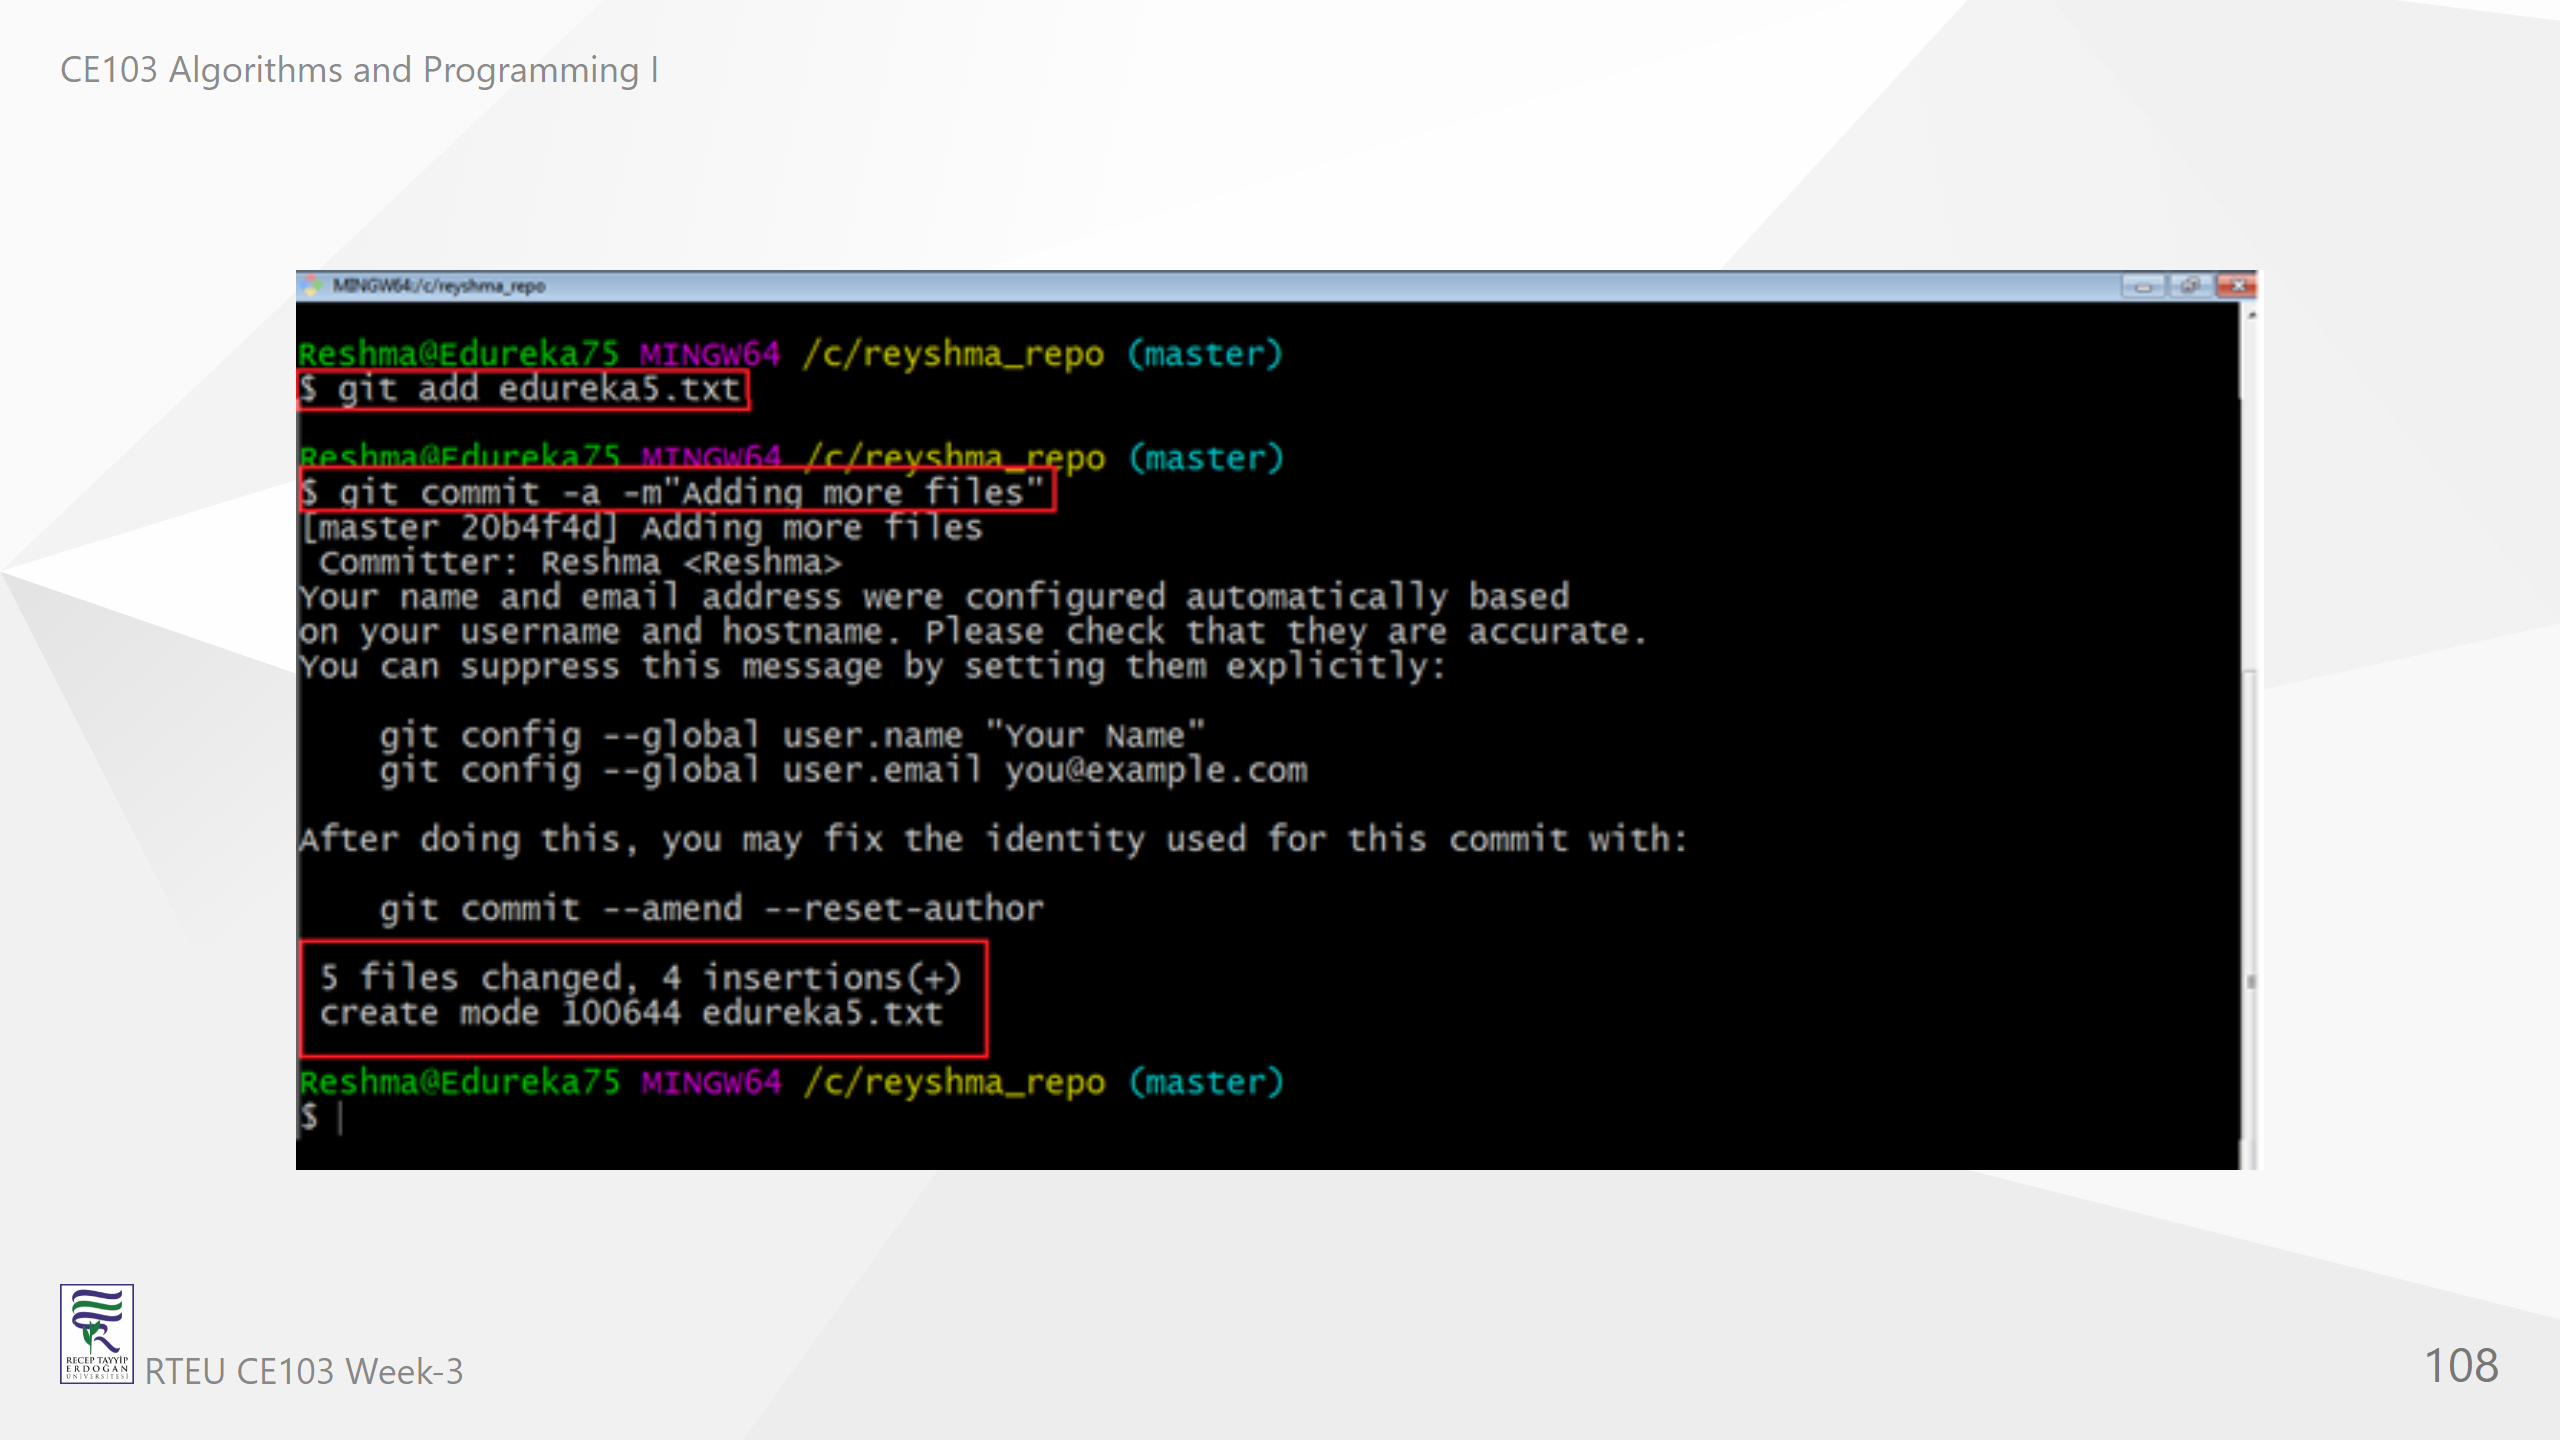 CE103 Algorithms and Programming I
MINGW64:/c/reyshma_repo
Reshma@Edureka75 MINGW64 /c/reyshma_repo (master)
$ git add edureka5.txt
Reshma@Edureka75 MINGW64 /c/reyshma_repo (master)
$ git commit -a -m"Adding more files"
[master 20b4f4d] Adding more files
Committer: Reshma <Reshma>
Your name and email address were configured automatically based
on your username and hostname. Please check that they are accurate.
You can suppress this message by setting them explicitly:
git config --global user.name "Your Name"
git config --global user.email you@example.com
After doing this, you may fix the identity used for this commit with:
git commit --amend --reset-author
5 files changed, 4 insertions(+)
create mode 100644 edureka5.txt
Reshma@Edureka75 MINGW64 /c/reyshma_repo (master)
$
RECEP TAYYİP
ERDOĞAN
ÜNİVERSİTESİ
RTEU CE103 Week-3
108